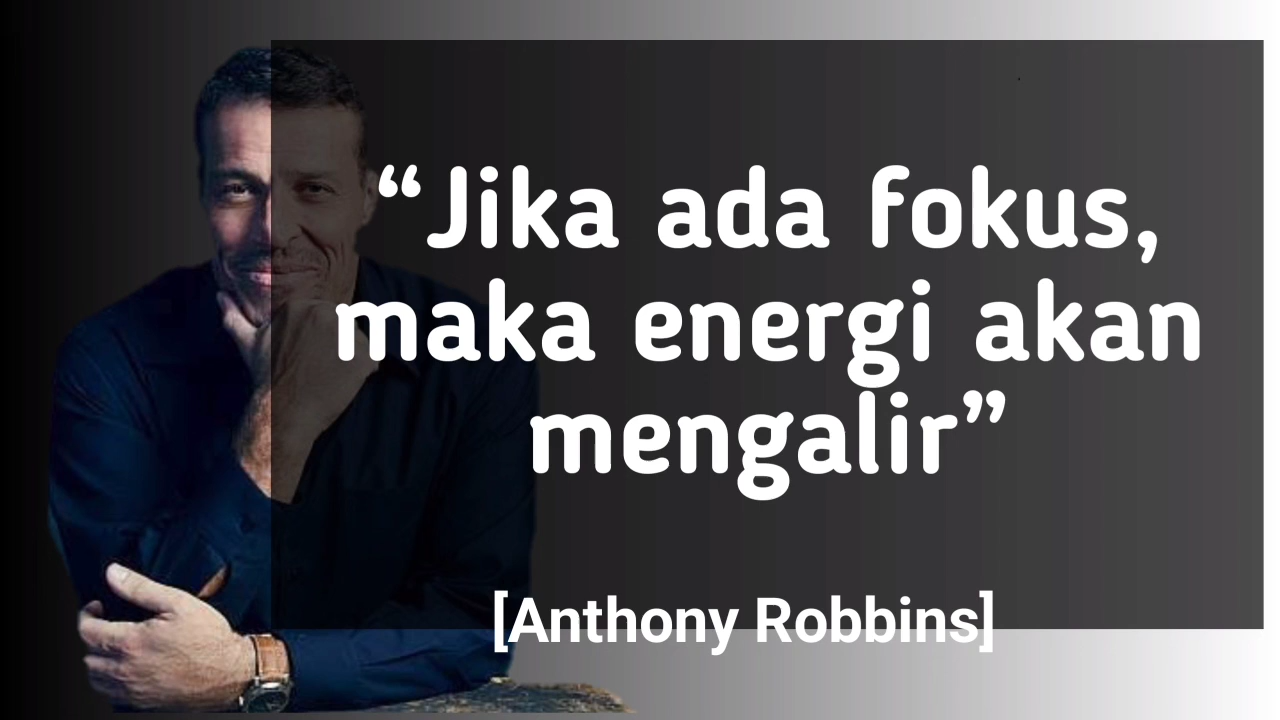 “Jika ada fokus,
maka energi akan
mengalir”
[Anthony Robbins]